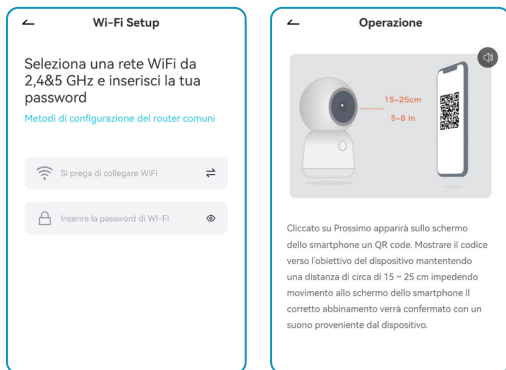 Wi-Fi Setup
Seleziona una rete WiFi da
2,4&5 GHz e inserisci la tua
password
Metodi di configurazione del router comuni
Si prega di collegare WiFi
Inserire la password di WI-FI
Operazione
15-25cm
5-8 in
Cliccato su Prossimo apparirà sullo schermo
dello smartphone un QR code. Mostrare il codice
verso l'obiettivo del dispositivo mantentendo
una distanza di circa di 15 ~ 25 cm impedendo
movimento allo schermo dello smartphone Il
corretto abbinamento verrà confermato con un
suono proveniente dal dispositivo.